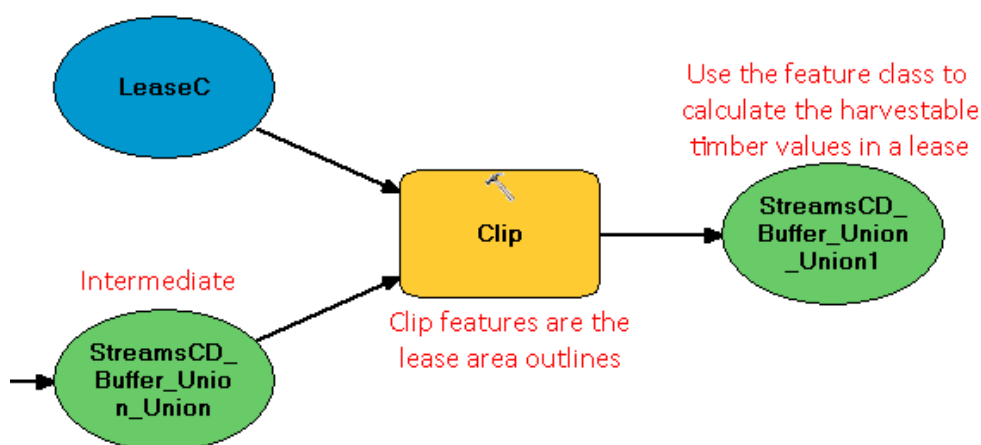 LeaseC
Use the feature class to
calculate the harvestable
timber values in a lease
Clip
StreamsCD_
Buffer_Union
_Union1
Intermediate
Clip features are the
lease area outlines
StreamsCD_
Buffer_Unio
n_Union